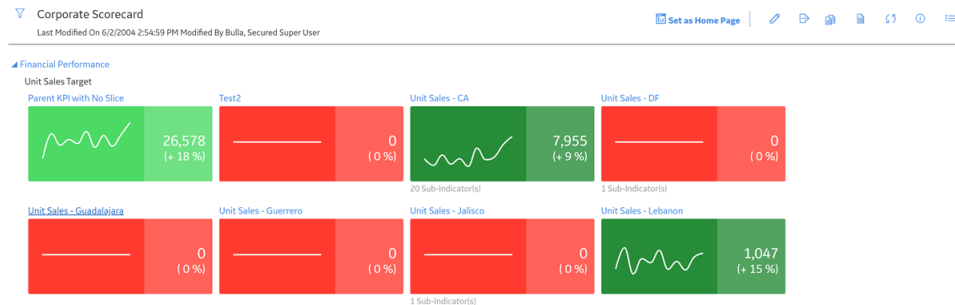 Corporate Scorecard
Set as Home Page
Last Modified On 6/2/2004 2:54:59 PM Modified By Bulla, Secured Super User
Financial Performance
Unit Sales Target
Parent KPI with No Slice
26,578
(+ 18 %)
Test2
0
( 0 %)
Unit Sales - CA
7,955
(+ 9 %)
20 Sub-Indicator(s)
Unit Sales - DF
0
( 0 %)
1 Sub-Indicator(s)
Unit Sales - Guadalajara
0
( 0 %)
Unit Sales - Guerrero
0
( 0 %)
Unit Sales - Jalisco
0
( 0 %)
1 Sub-Indicator(s)
Unit Sales - Lebanon
1,047
(+ 15 %)